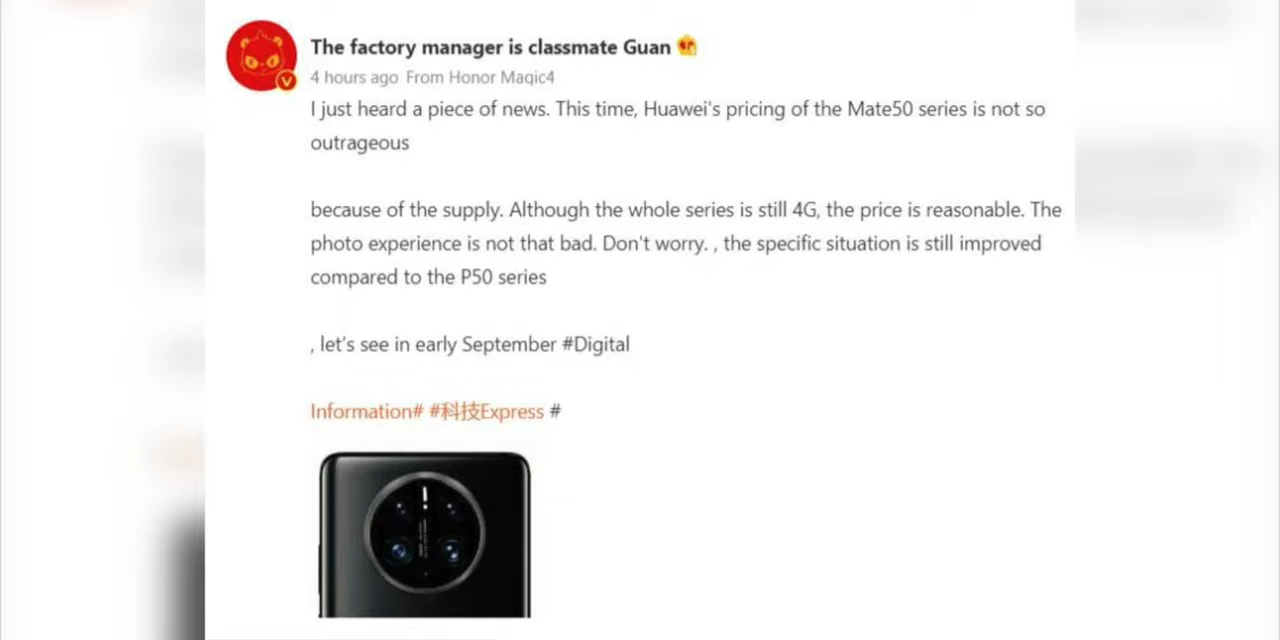 The factory manager is classmate Guan
4 hours ago From Honor Magic4
I just heard a piece of news. This time, Huawei's pricing of the Mate50 series is not so
outrageous
because of the supply. Although the whole series is still 4G, the price is reasonable. The
photo experience is not that bad. Don't worry. , the specific situation is still improved
compared to the P50 series
, let's see in early September #Digital
Information# #科技Express #